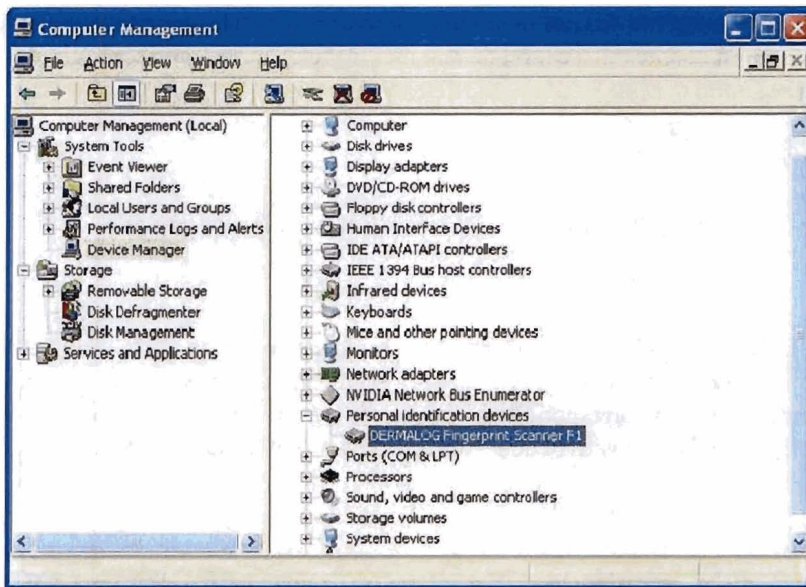 Computer Management
File Action View Window Help
Computer Management (Local)
System Tools
Event Viewer
Shared Folders
Local Users and Groups
Performance Logs and Alerts
Device Manager
Storage
Removable Storage
Disk Defragmenter
Disk Management
Services and Applications
Computer
Disk drives
Display adapters
DVD/CD-ROM drives
Floppy disk controllers
Human Interface Devices
IDE ATA/ATAPI controllers
IEEE 1394 Bus host controllers
Infrared devices
Keyboards
Mice and other pointing devices
Monitors
Network adapters
NVIDIA Network Bus Enumerator
Personal identification devices
DERMALOG Fingerprint Scanner F1
Ports (COM & LPT)
Processors
Sound, video and game controllers
Storage volumes
System devices